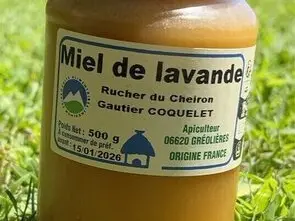 Miel de lavande
Rucher du Cheiron
Gautier COQUELET
Poids Net : 500 g
A consommer de préf.
avant : 15/01/2026
Apiculteur
06620 GRÉOLIÈRES
ORIGINE FRANCE